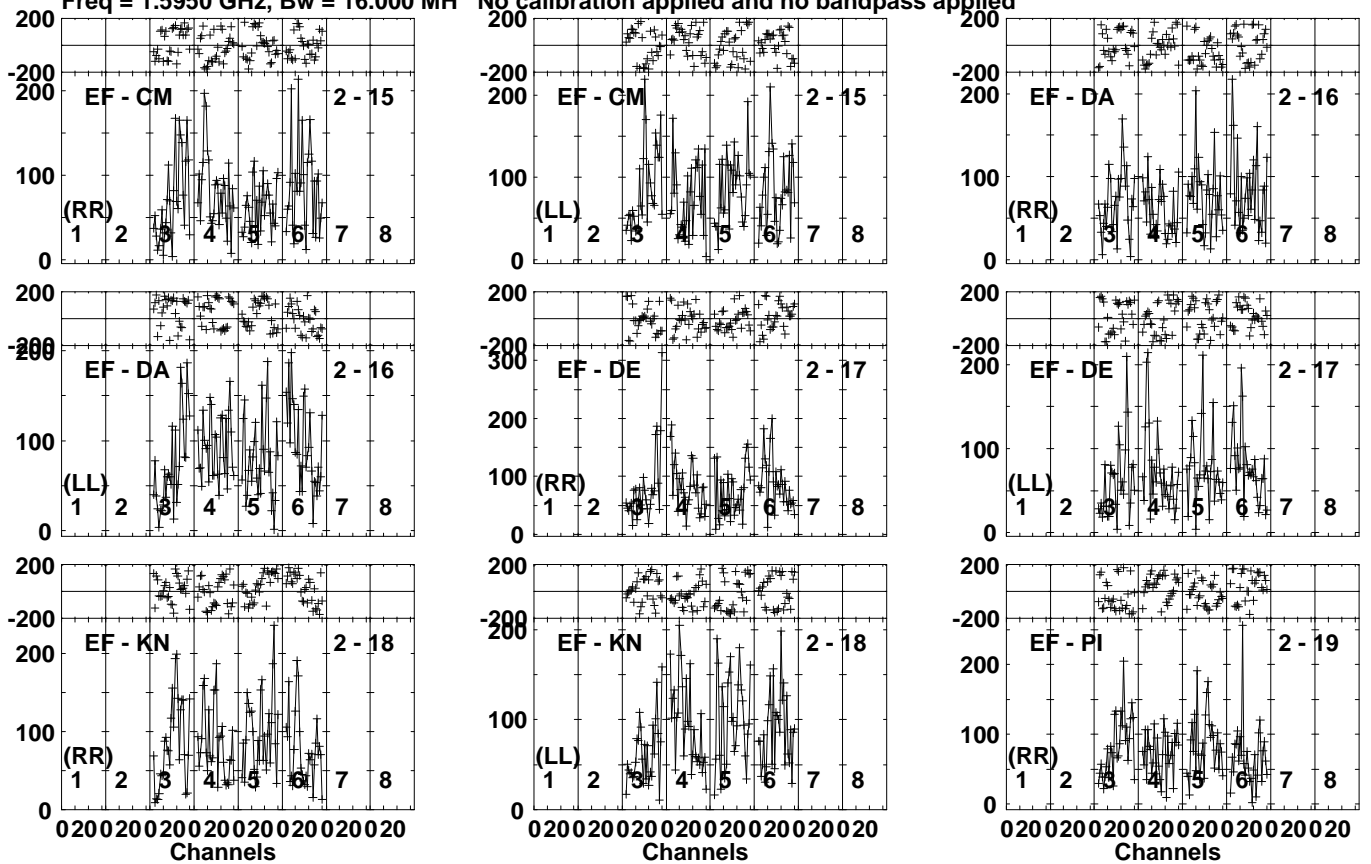 Freq = 1.5950 GHz, Bw = 16.000 MH No calibration applied and no bandpass applied
200 200 200
-200 -200 -200
200 EF - CM 2 - 15 200 EF - CM 2 - 15 200 EF - DA 2 - 16
100 100 100
(RR) (LL) (RR)
1 2 3 4 5 6 7 8 1 2 3 4 5 6 7 8 1 2 3 4 5 6 7 8
0 0 0
200 200 200
-200 -200 -200
200 EF - DA 2 - 16 300 EF - DE 2 - 17 200 EF - DE 2 - 17
200
100 100 100
(LL) (RR) (LL)
1 2 3 4 5 6 7 8 1 2 3 4 5 6 7 8 1 2 3 4 5 6 7 8
0 0 0
200 200 200
-200 -200 -200
200 EF - KN 2 - 18 200 EF - KN 2 - 18 200 EF - PI 2 - 19
100 100 100
(RR) (LL) (RR)
1 2 3 4 5 6 7 8 1 2 3 4 5 6 7 8 1 2 3 4 5 6 7 8
0 0 0
0 20 0 20 0 20 0 20 0 20 0 20 0 20 0 20 0 20 0 20 0 20 0 20 0 20 0 20 0 20 0 20 0 20 0 20 0 20 0 20 0 20 0 20 0 20 0 20
Channels Channels Channels